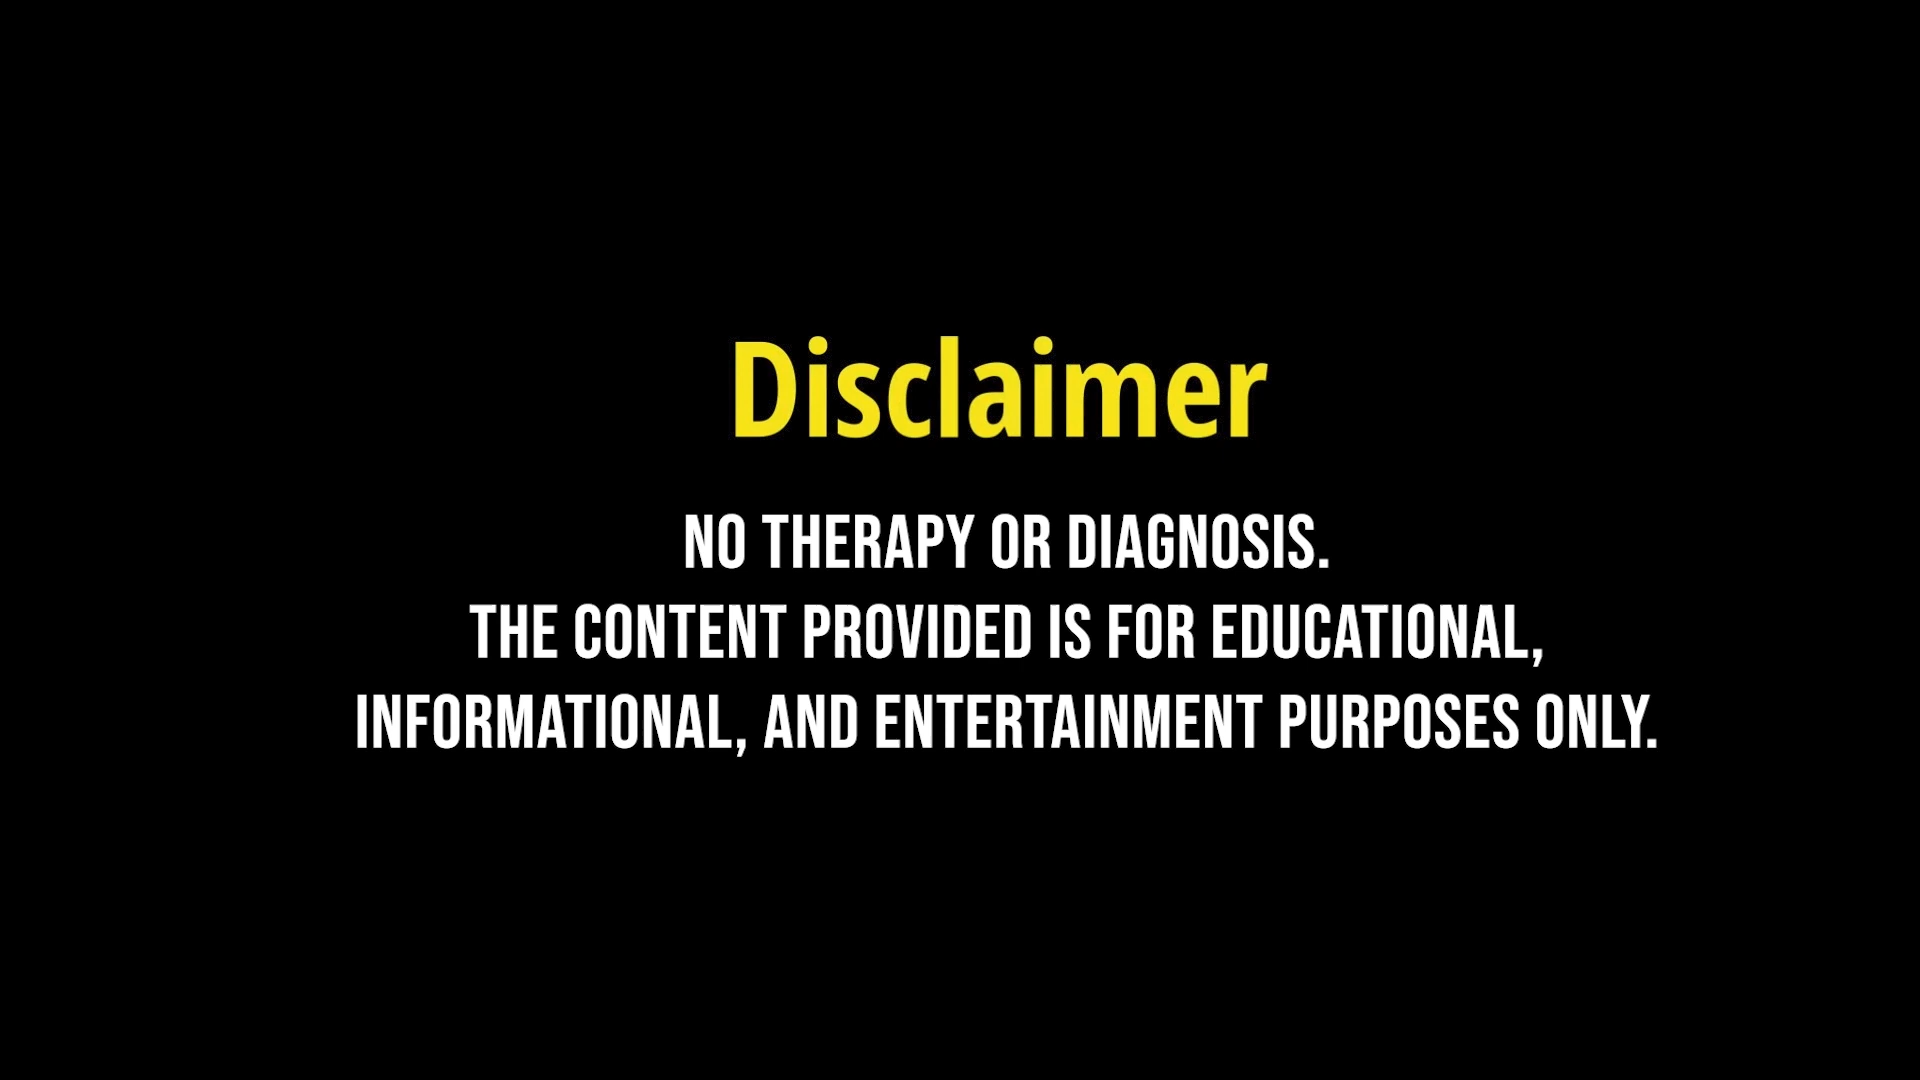 Disclaimer
NO THERAPY OR DIAGNOSIS.
THE CONTENT PROVIDED IS FOR EDUCATIONAL,
INFORMATIONAL, AND ENTERTAINMENT PURPOSES ONLY.